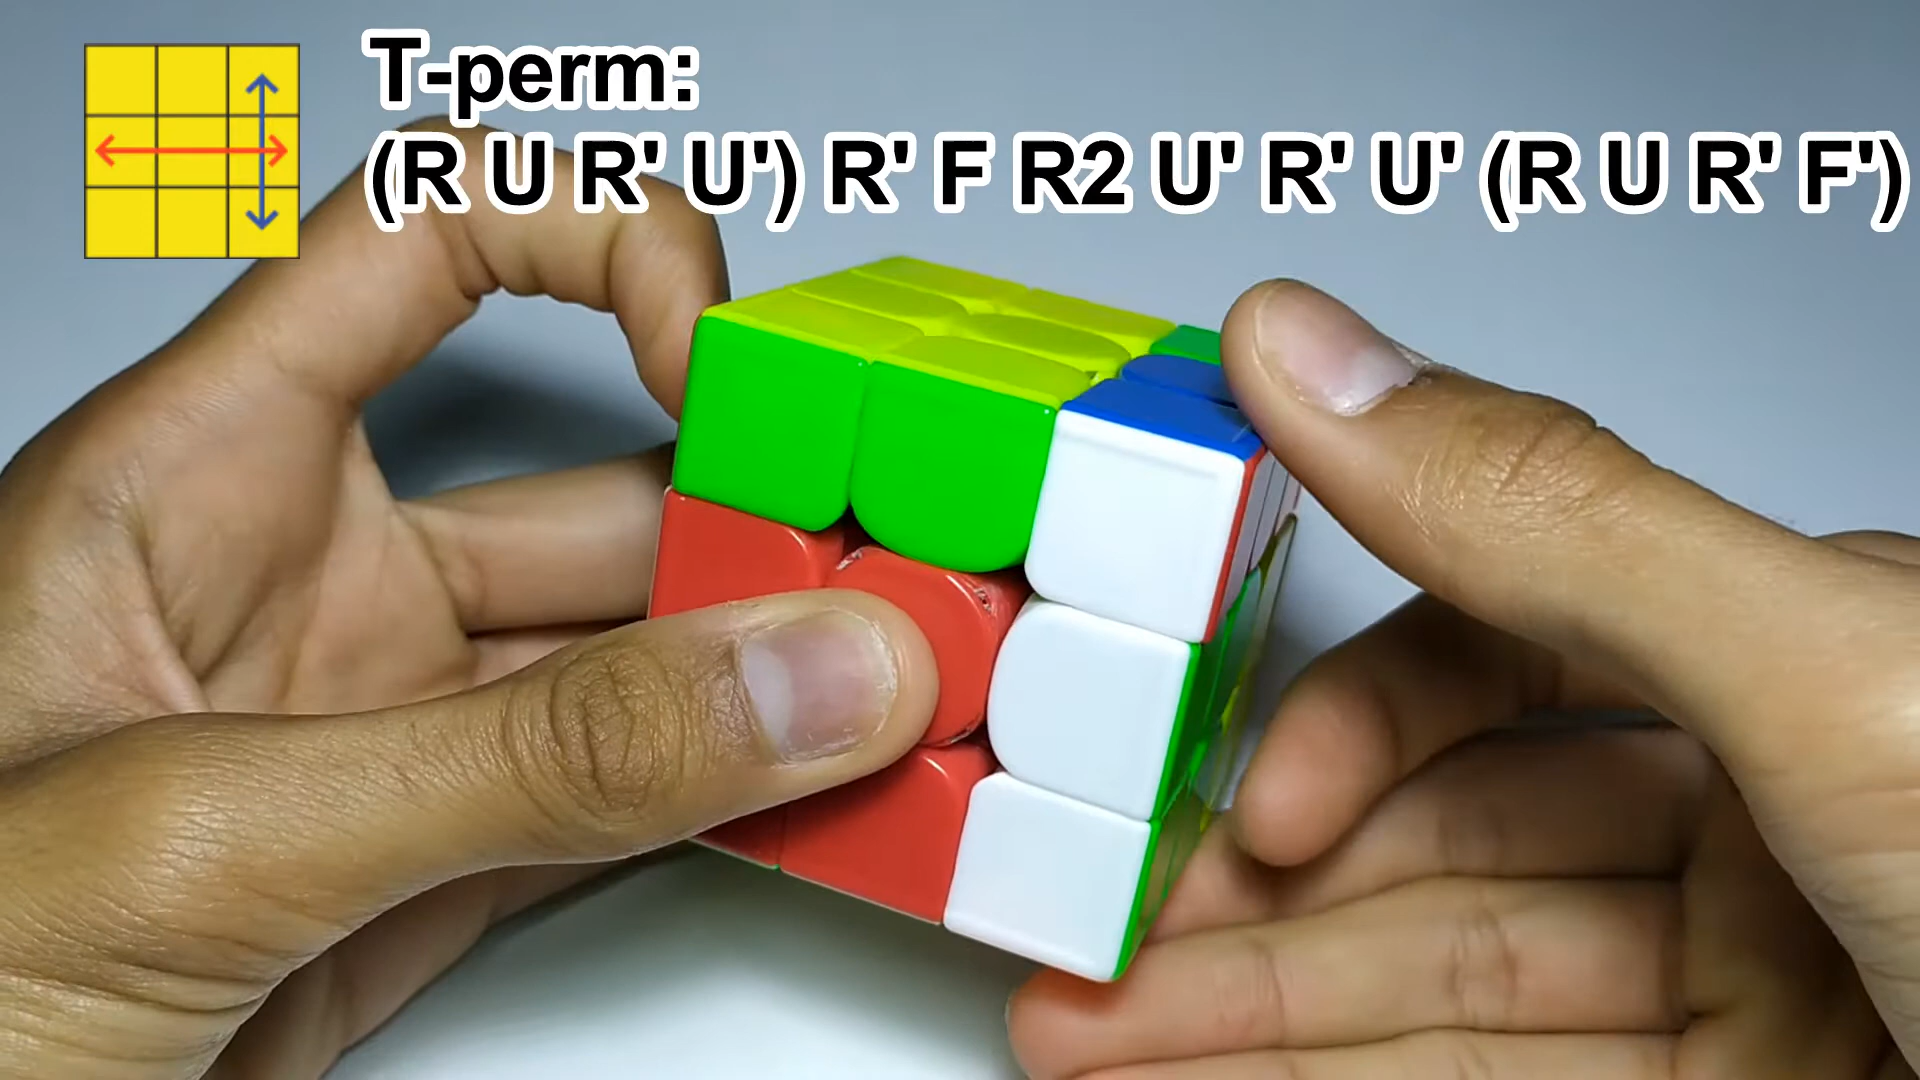 T-perm:
(R U R' U') R' F R2 U' R' U' (R U R' F')